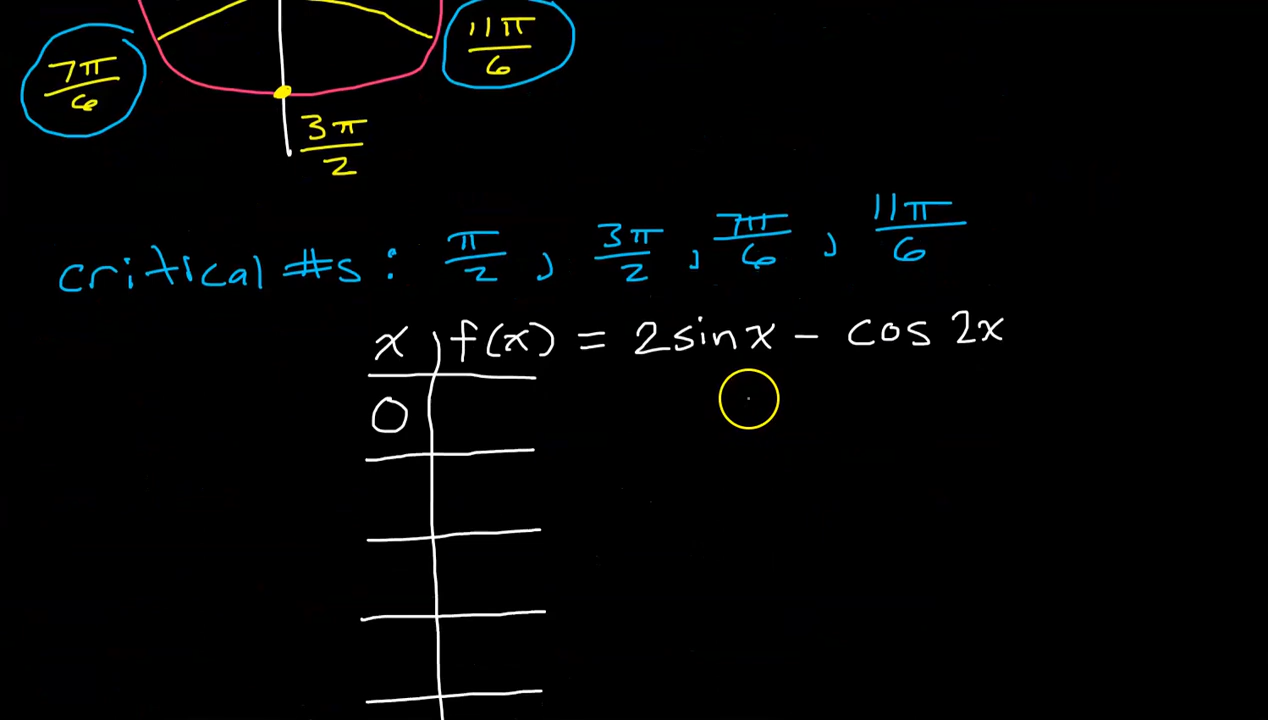 7π/6
11π/6
3π/2
critical #s : π/2, 3π/2, 7π/6, 11π/6
x f(x) = 2sinx - cos 2x
0